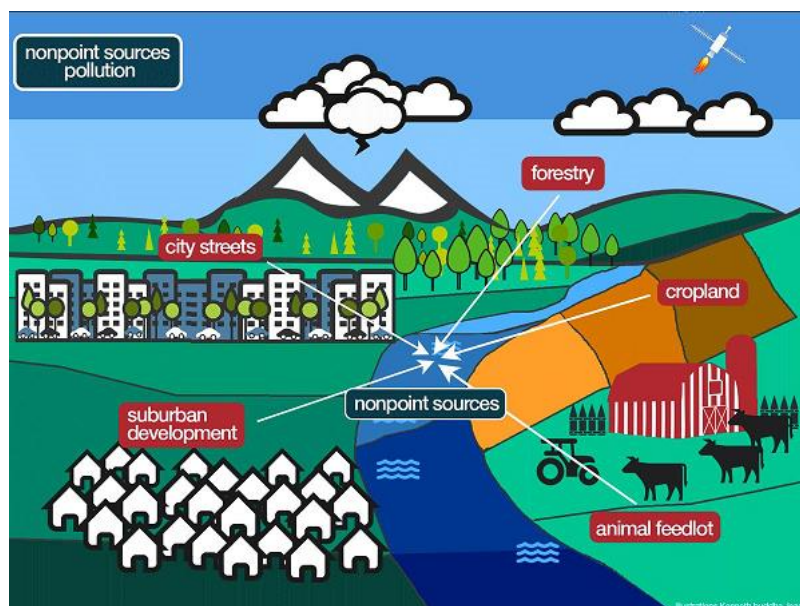 nonpoint sources
pollution
forestry
city streets
cropland
nonpoint sources
suburban
development
animal feedlot